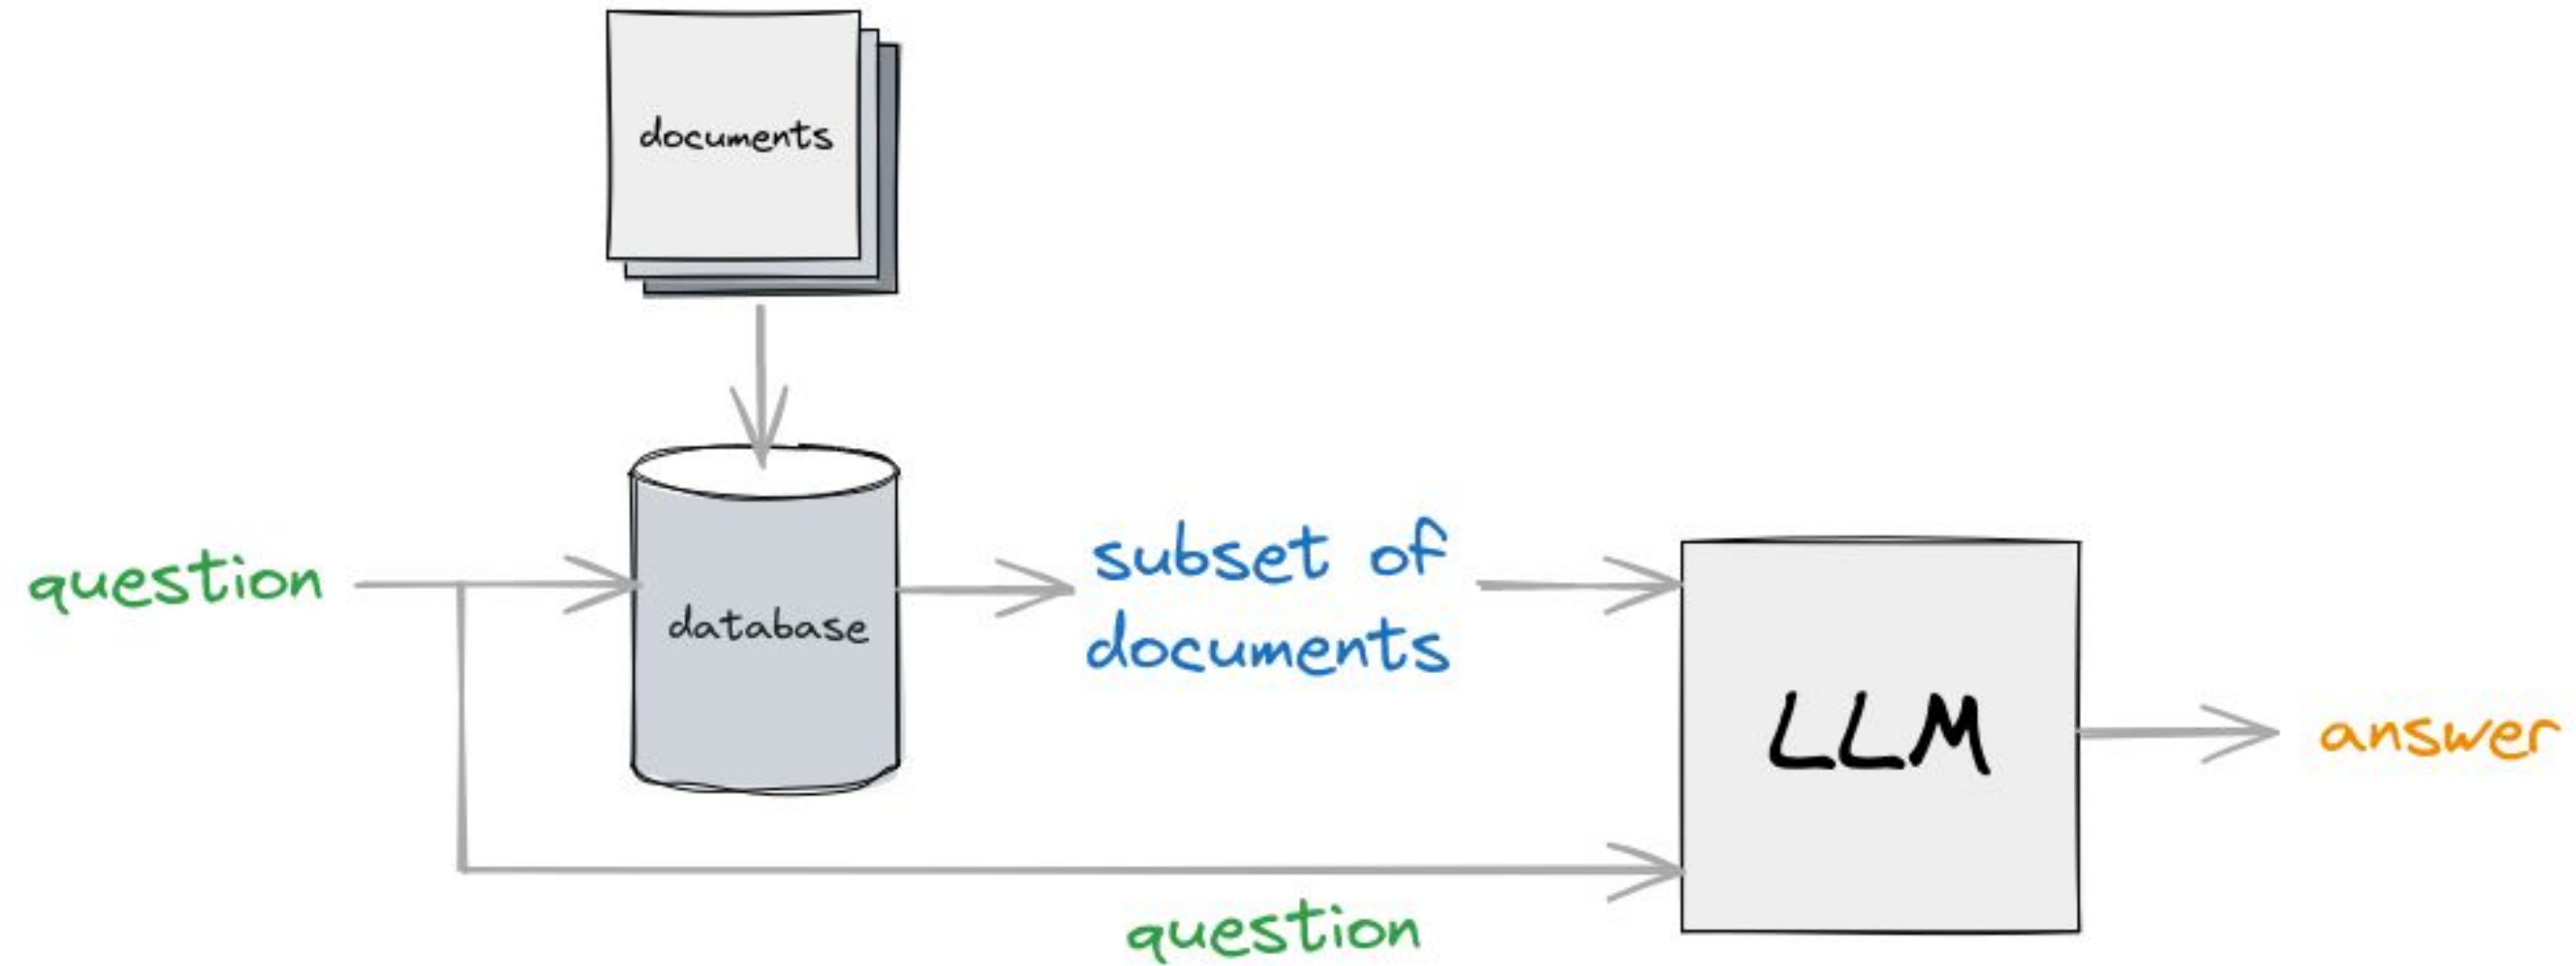 documents
question
database
subset of
documents
LLM
answer
question